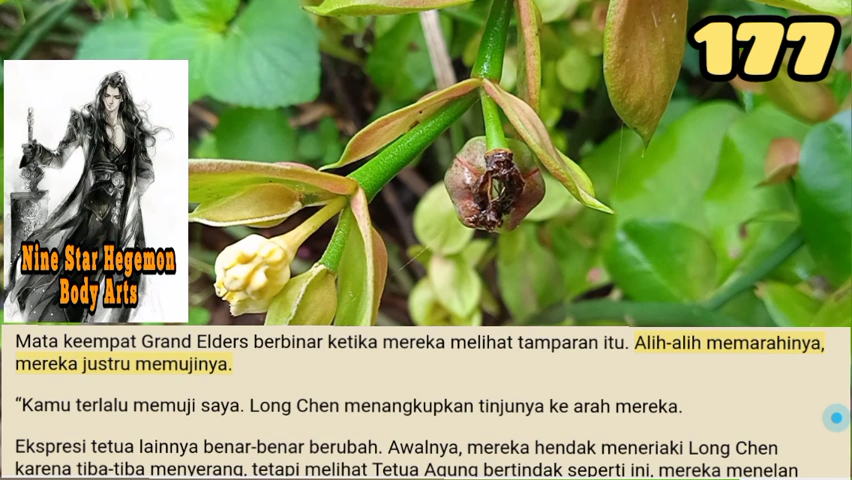 177
Nine Star Hegemon
Body Arts
Mata keempat Grand Elders berbinar ketika mereka melihat tamparan itu. Alih-alih memarahinya,
mereka justru memujinya.
“Kamu terlalu memuji saya. Long Chen menangkupkan tinjunya ke arah mereka.
Ekspresi tetua lainnya benar-benar berubah. Awalnya, mereka hendak meneriaki Long Chen
karena tiba-tiba menyerang, tetapi melihat Tetua Agung bertindak seperti ini, mereka menelan